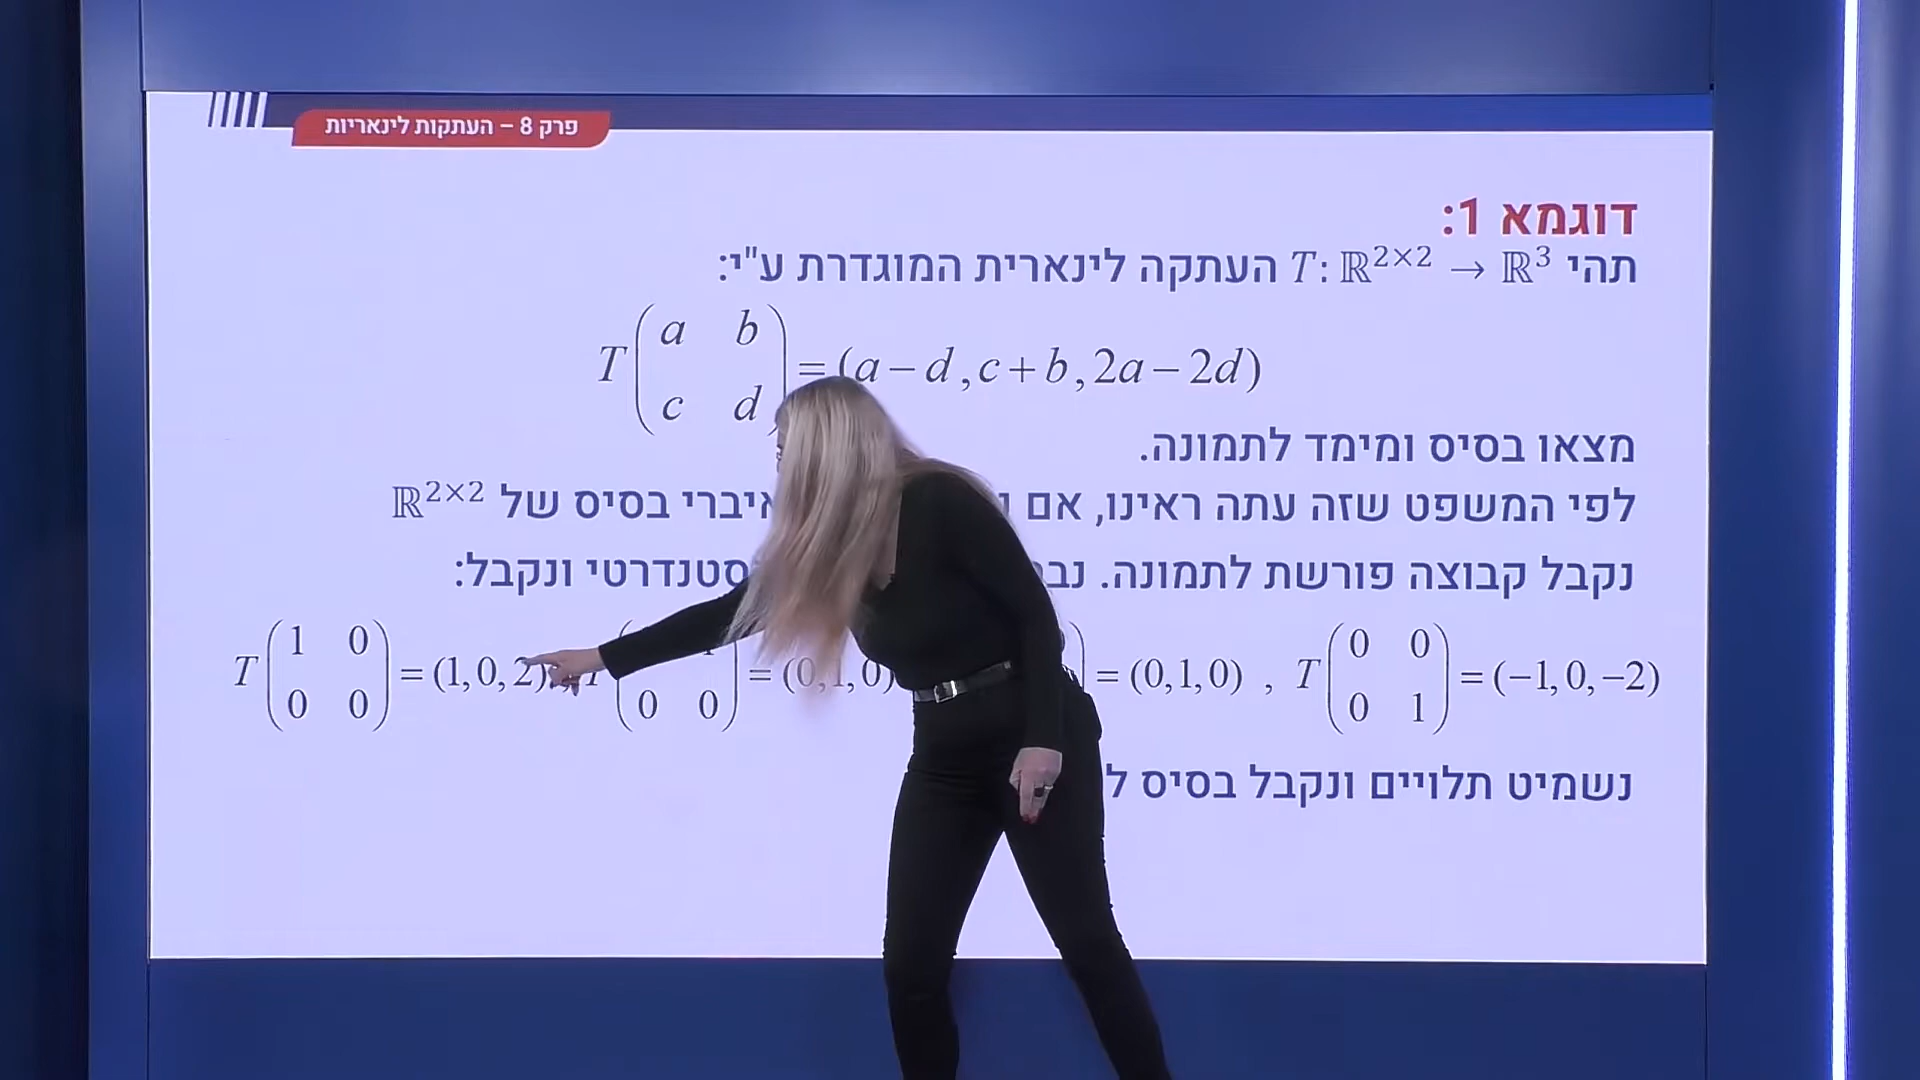 פרק 8 – העתקות לינאריות
דוגמא 1:
תהי T: ℝ^{2×2} → ℝ^3 העתקה לינארית המוגדרת ע"י:
T(a b; c d) = (a − d, c + b, 2a − 2d)
מצאו בסיס ומימד לתמונה.
לפי המשפט שזה עתה ראינו, אם איברי בסיס של ℝ^{2×2}
נקבל קבוצה פורשת לתמונה. סטנדרטי ונקבל:
T(1 0; 0 0) = (1,0,2), T( 0 0) = (0,1,0) = (0,1,0) , T(0 0; 0 1) = (−1,0,−2)
נשמיט תלויים ונקבל בסיס